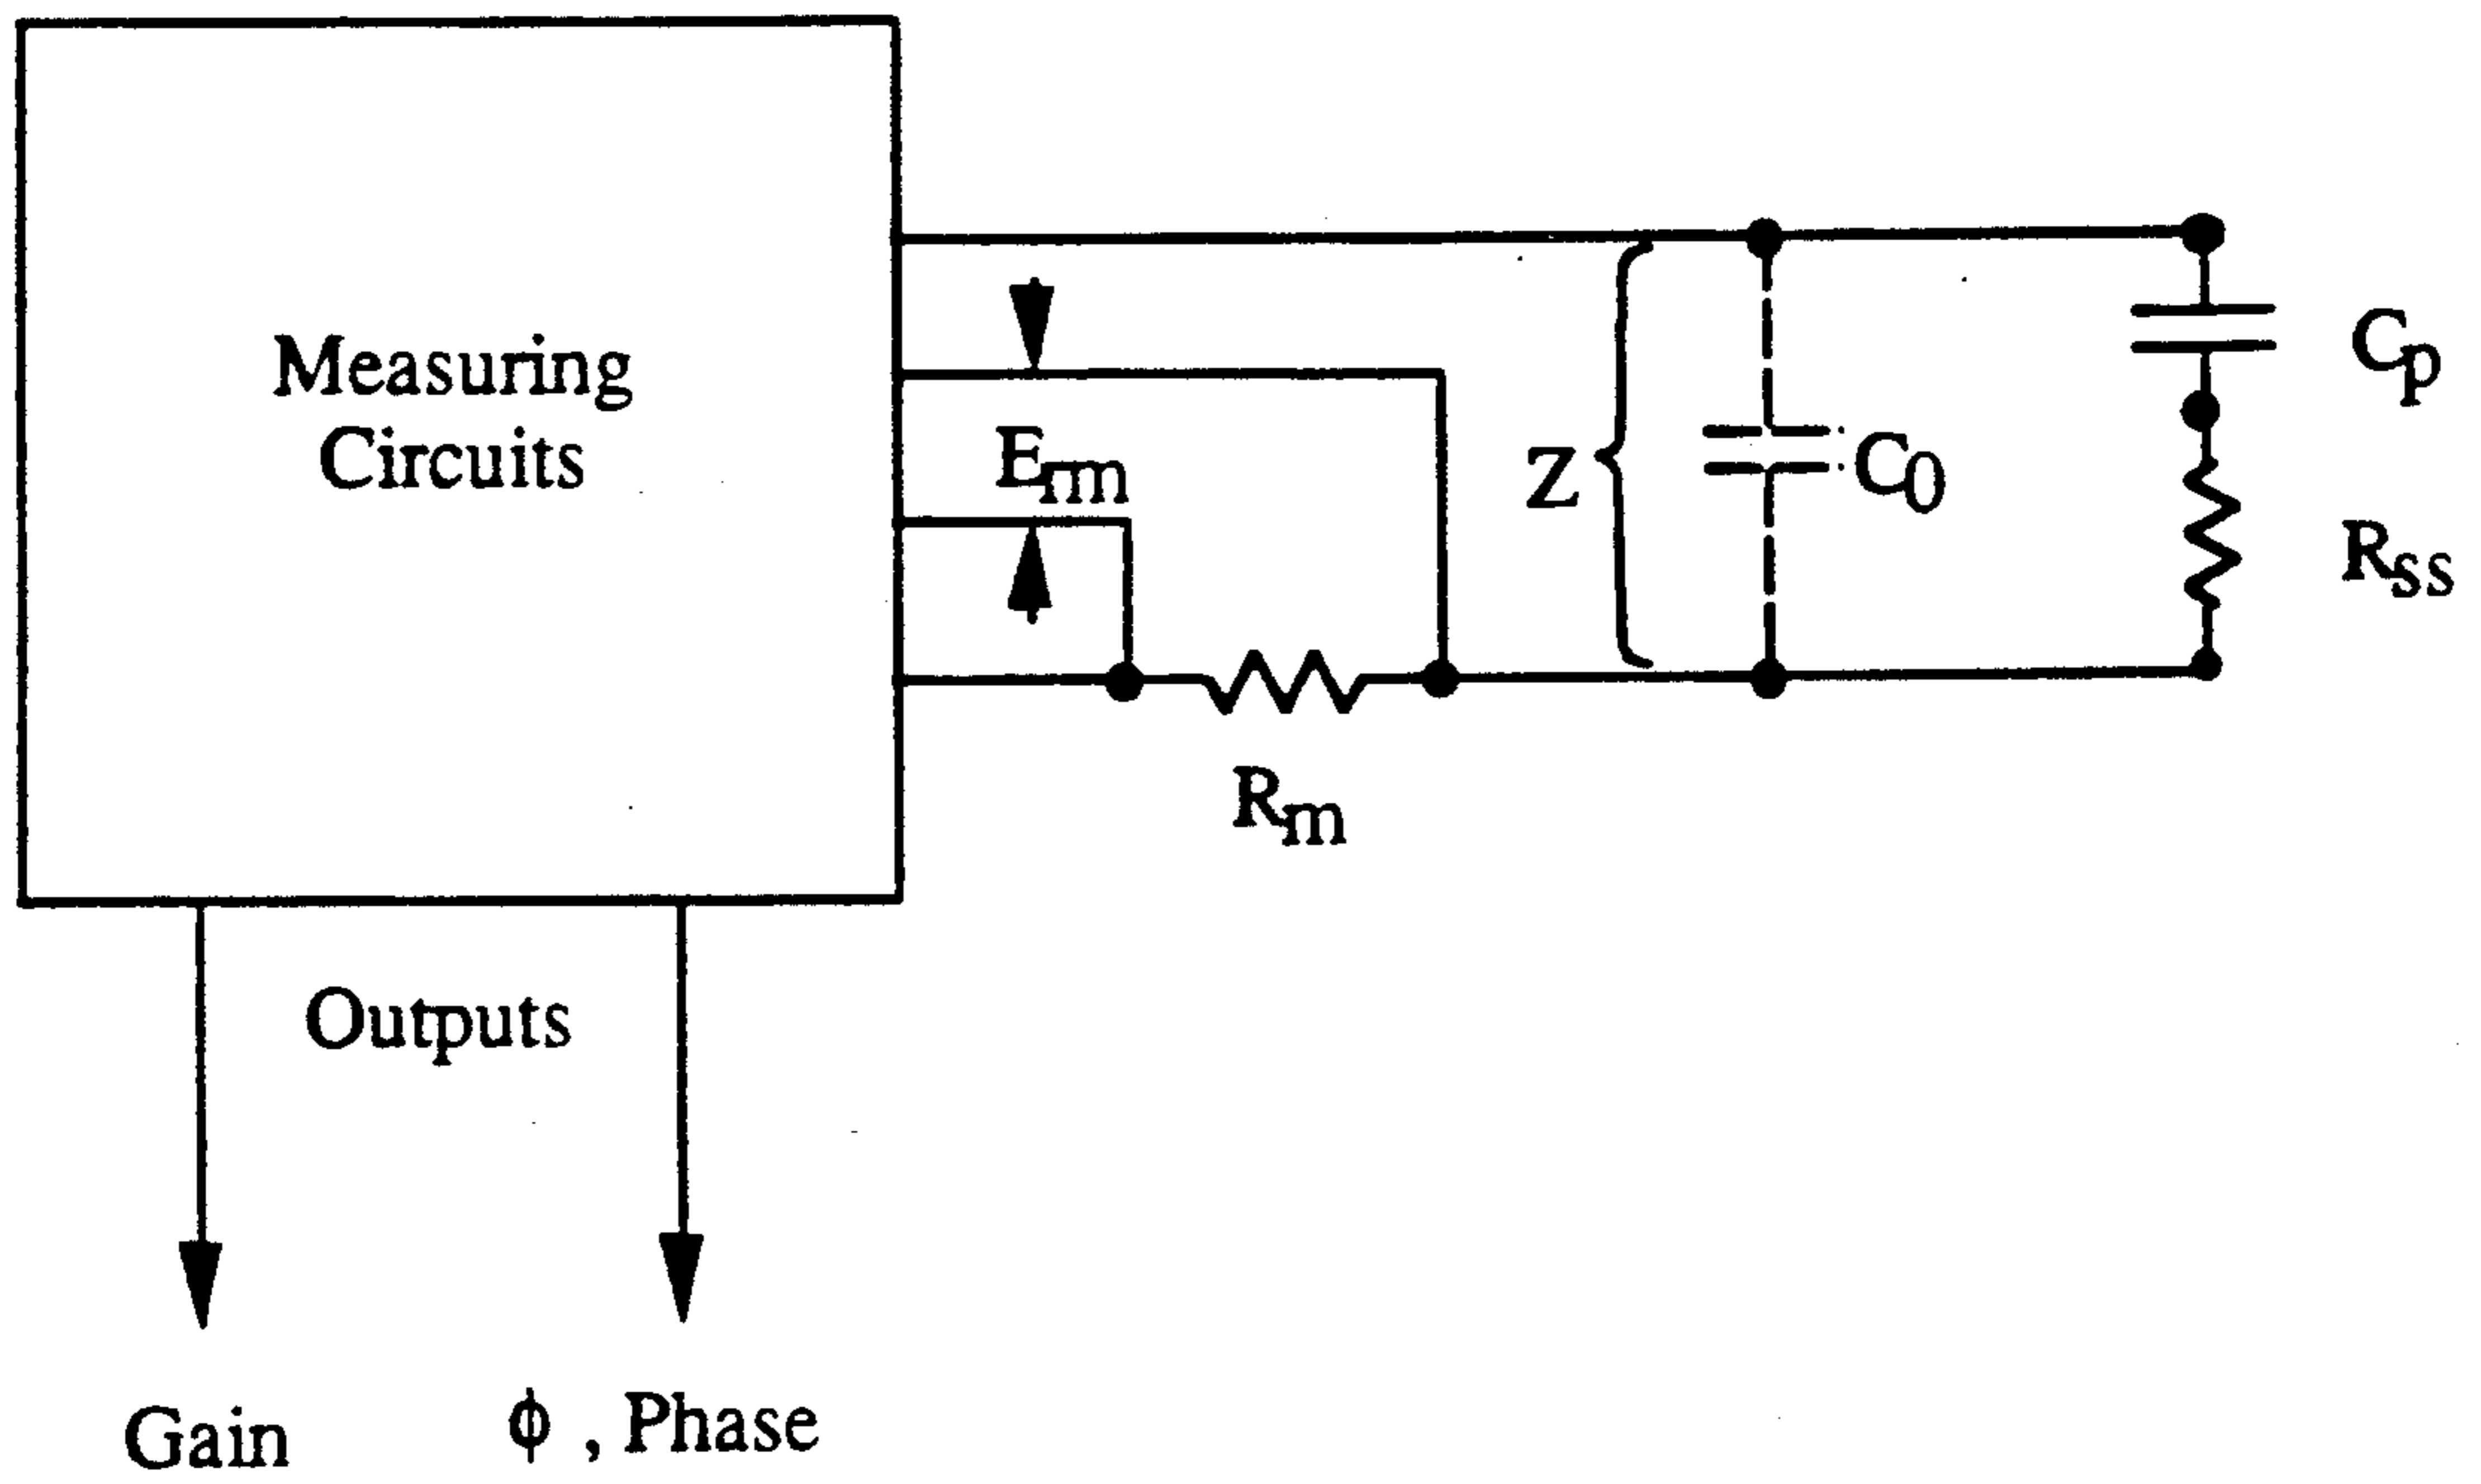 Measuring
Circuits
Erm
Z
C0
Cp
Rss
Rm
Outputs
Gain
ϕ , Phase